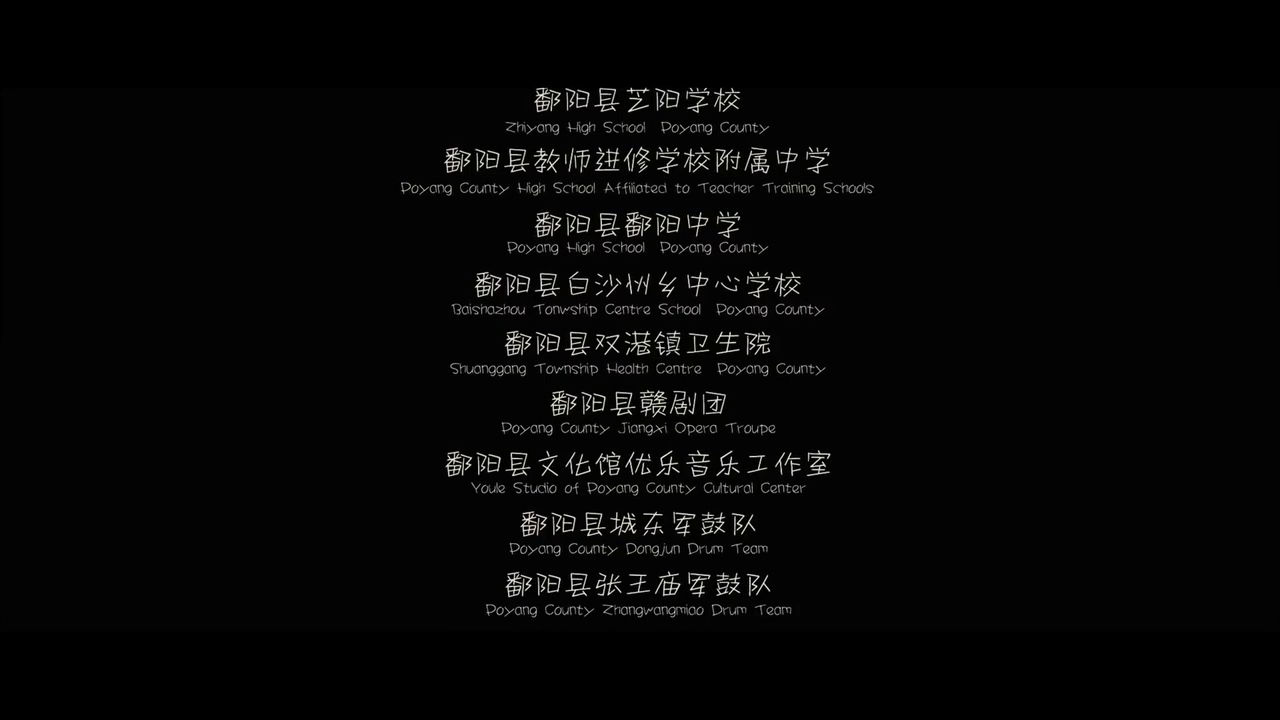 鄱阳县芝阳学校
Zhiyang High School Poyang County
鄱阳县教师进修学校附属中学
Poyang County High School Affiliated to Teacher Training Schools
鄱阳县鄱阳中学
Poyang High School Poyang County
鄱阳县白沙州乡中心学校
Baishazhou Tonwship Centre School Poyang County
鄱阳县双港镇卫生院
Shuanggang Township Health Centre Poyang County
鄱阳县赣剧团
Poyang County Jiangxi Opera Troupe
鄱阳县文化馆优乐音乐工作室
Youle Studio of Poyang County Cultural Center
鄱阳县城东军鼓队
Poyang County Dongjun Drum Team
鄱阳县张王庙军鼓队
Poyang County Zhangwangmiao Drum Team